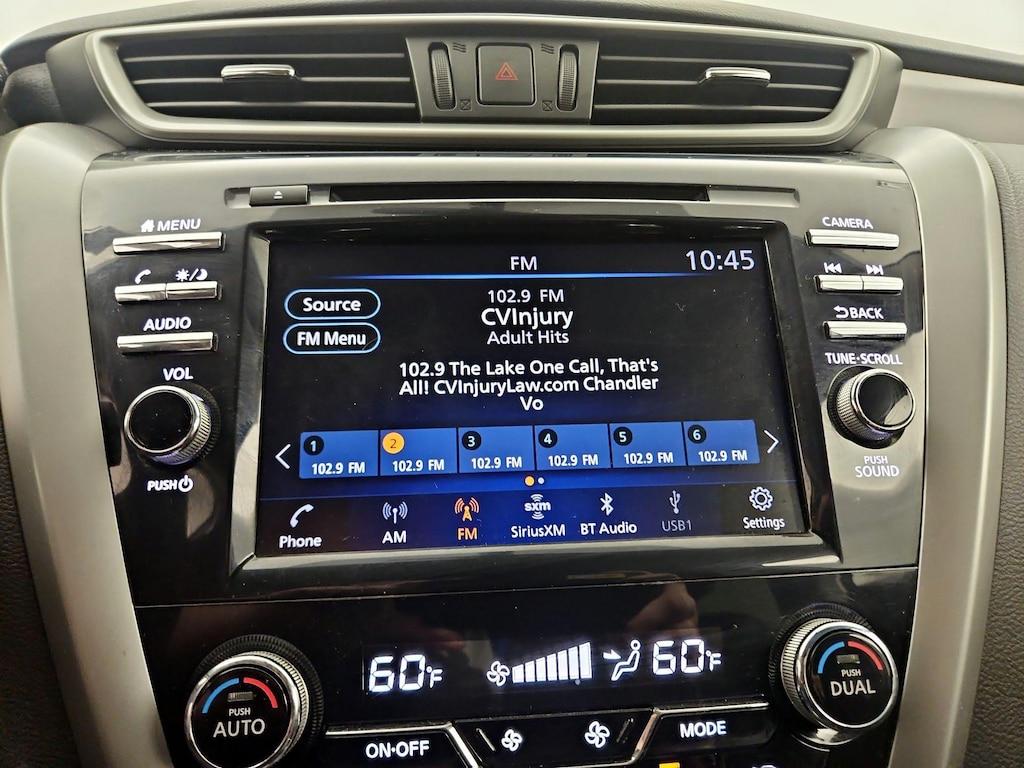 MENU
CAMERA
AUDIO
BACK
VOL
TUNE·SCROLL
PUSH
PUSH
SOUND
FM
10:45
Source
FM Menu
102.9 FM
CVInjury
Adult Hits
102.9 The Lake One Call, That's
All! CVInjuryLaw.com Chandler
Vo
1 2 3 4 5 6
102.9 FM 102.9 FM 102.9 FM 102.9 FM 102.9 FM 102.9 FM
Phone AM FM SiriusXM BT Audio USB1 Settings
sxm
60°F 60°F
PUSH
AUTO
PUSH
DUAL
ON·OFF
MODE